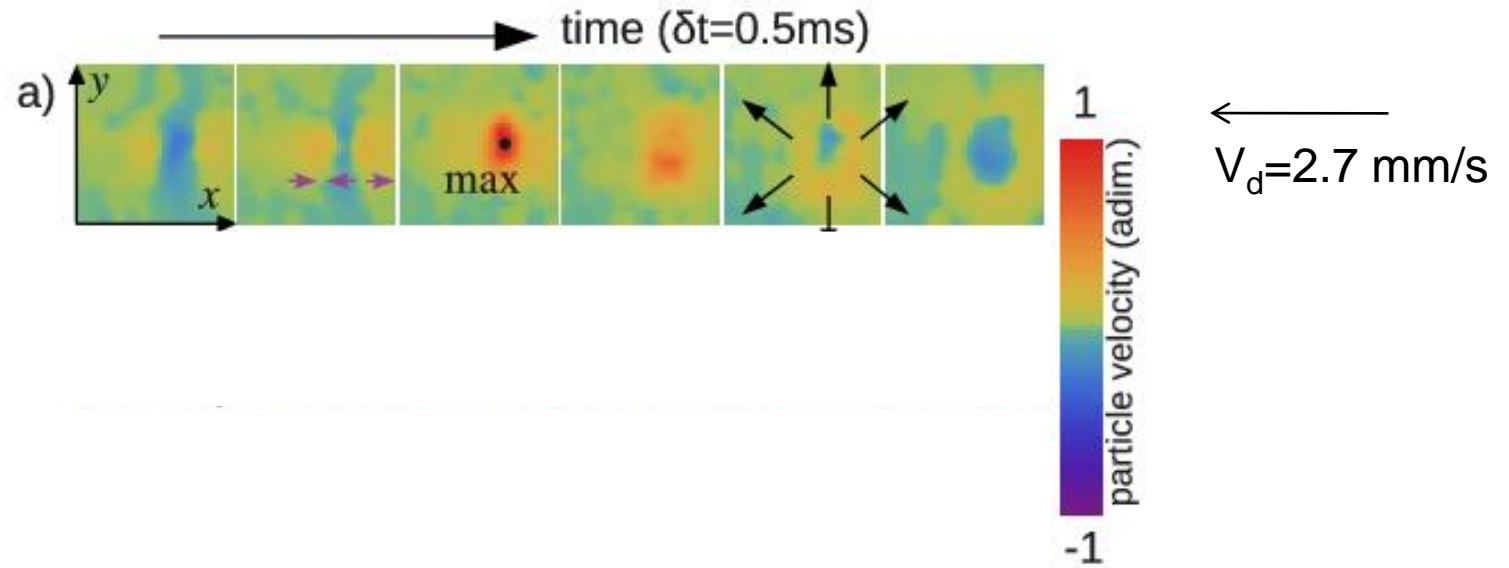 time (δt=0.5ms)
a)
y
x
max
1
particle velocity (adim.)
-1
V_d=2.7 mm/s